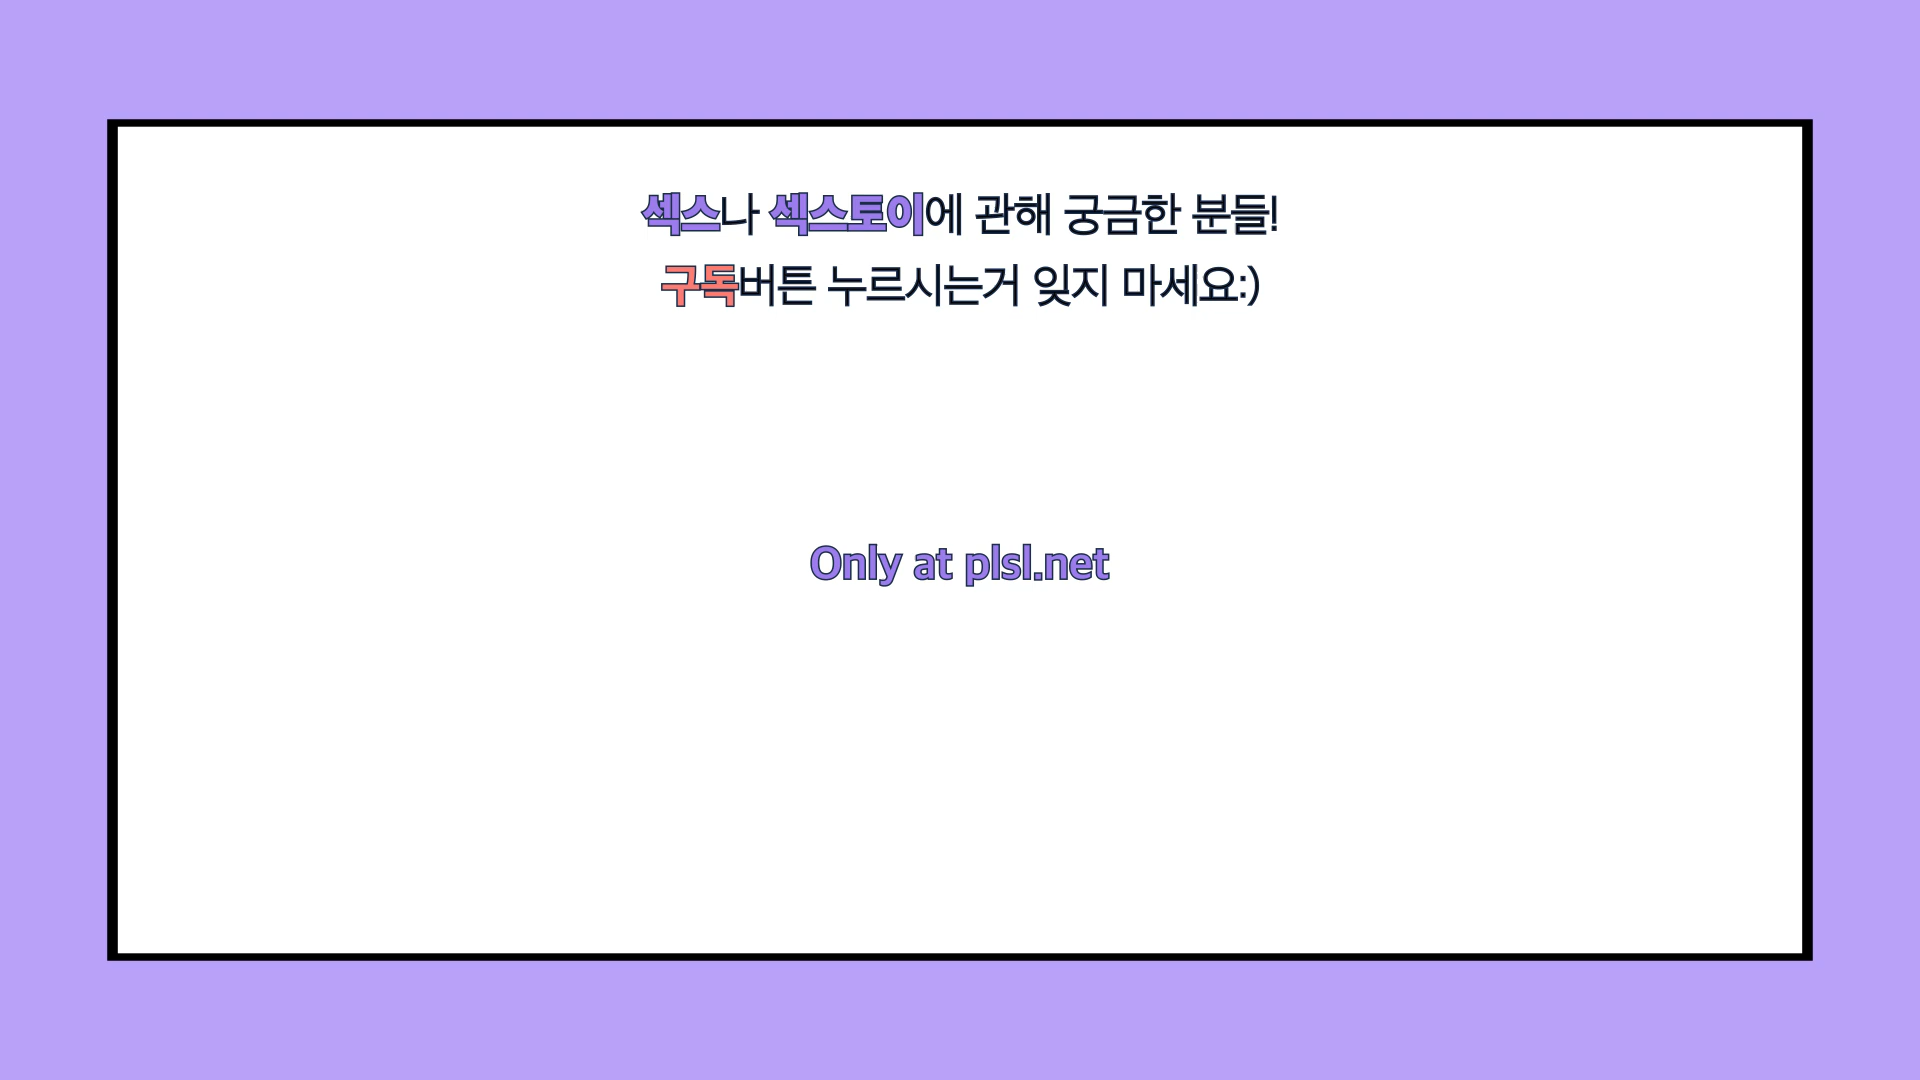 섹스나 섹스토이에 관해 궁금한 분들!
구독버튼 누르시는거 잊지 마세요:)
Only at plsl.net